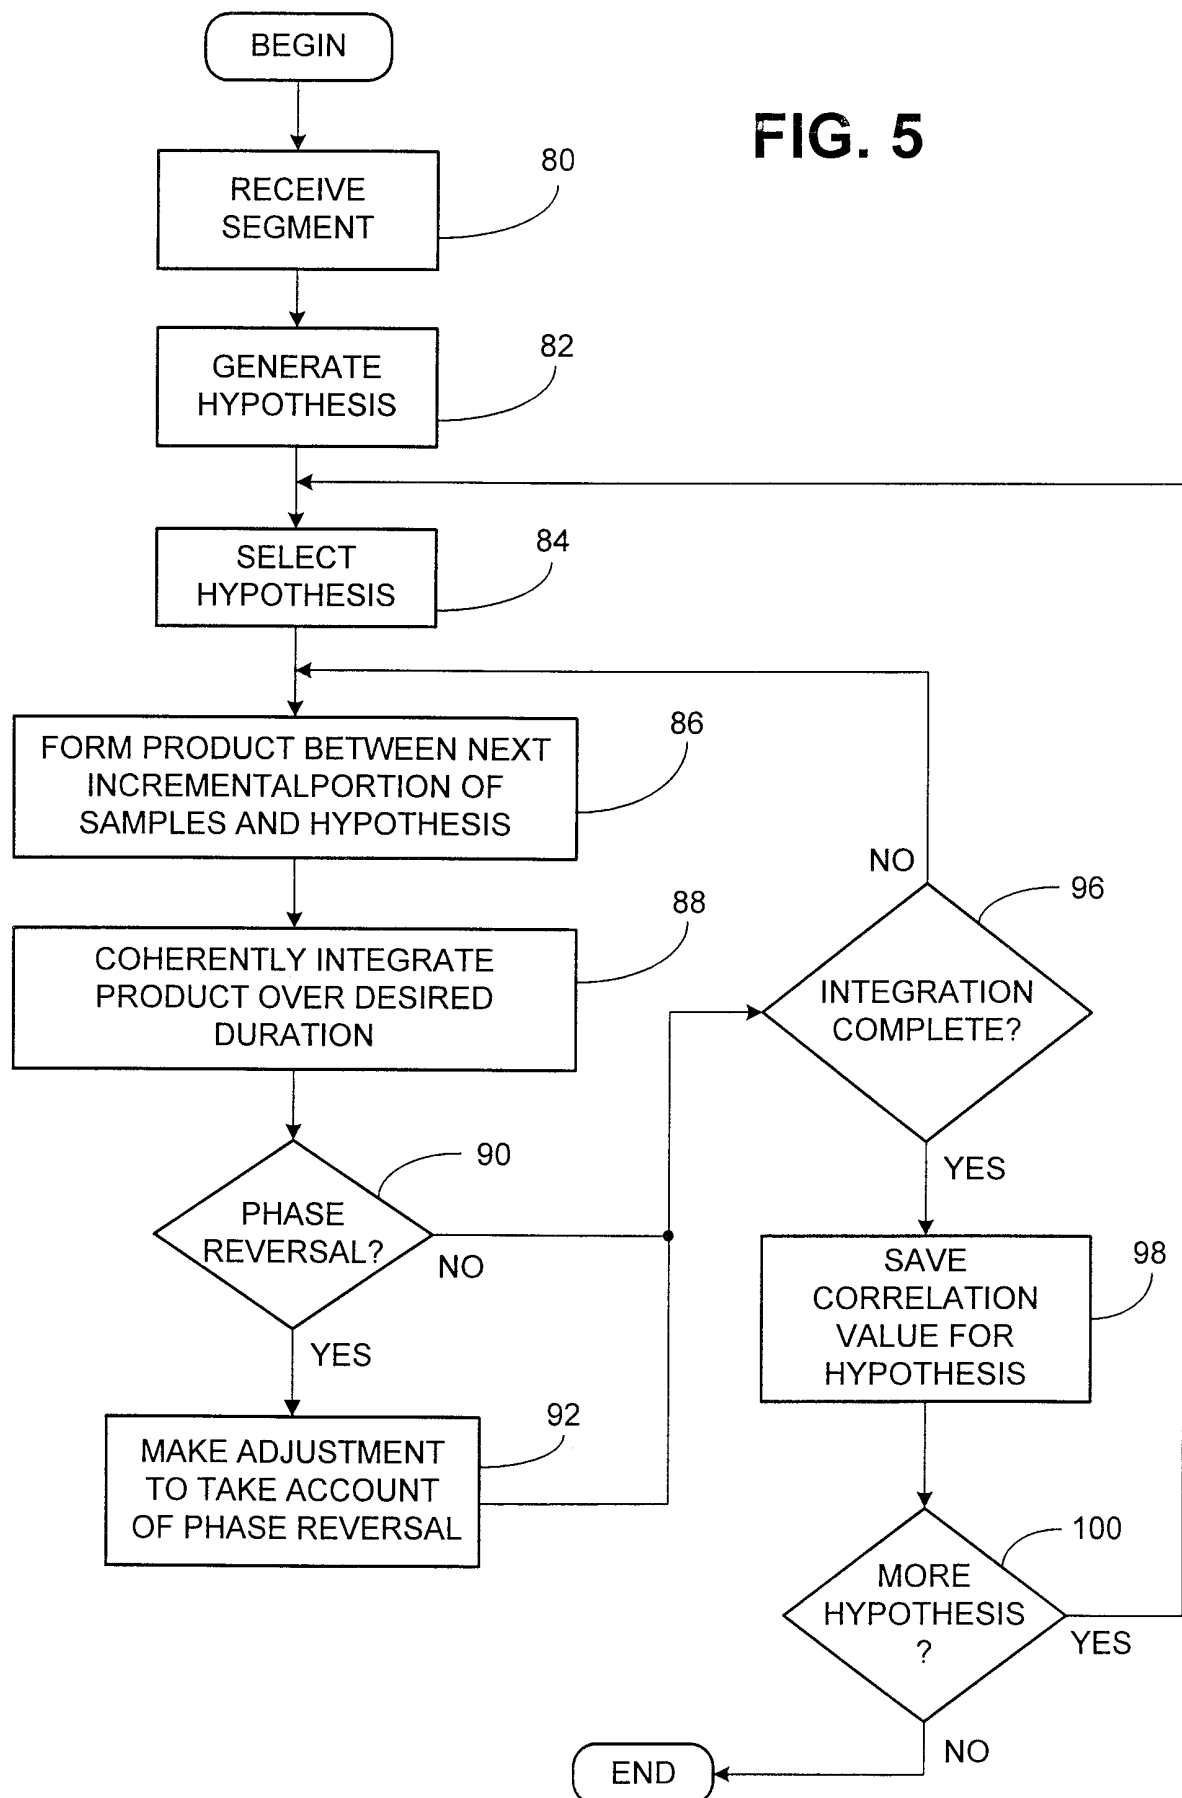 BEGIN
FIG. 5
80
RECEIVE
SEGMENT
82
GENERATE
HYPOTHESIS
84
SELECT
HYPOTHESIS
86
FORM PRODUCT BETWEEN NEXT
INCREMENTALPORTION OF
SAMPLES AND HYPOTHESIS
88
COHERENTLY INTEGRATE
PRODUCT OVER DESIRED
DURATION
90
PHASE
REVERSAL?
NO
YES
92
MAKE ADJUSTMENT
TO TAKE ACCOUNT
OF PHASE REVERSAL
NO
96
INTEGRATION
COMPLETE?
YES
98
SAVE
CORRELATION
VALUE FOR
HYPOTHESIS
100
MORE
HYPOTHESIS
?
YES
NO
END